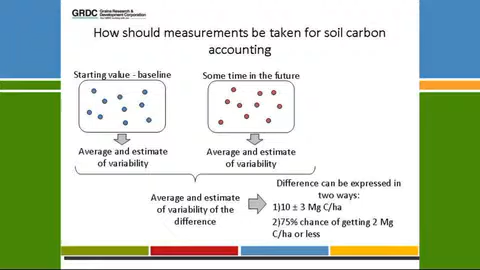 GRDC
Grains Research &
Development Corporation
How should measurements be taken for soil carbon
accounting
Starting value - baseline
Some time in the future
Average and estimate
of variability
Average and estimate
of variability
Average and estimate
of variability of the
difference
Difference can be expressed in
two ways:
1)10 ± 3 Mg C/ha
2)75% chance of getting 2 Mg
C/ha or less